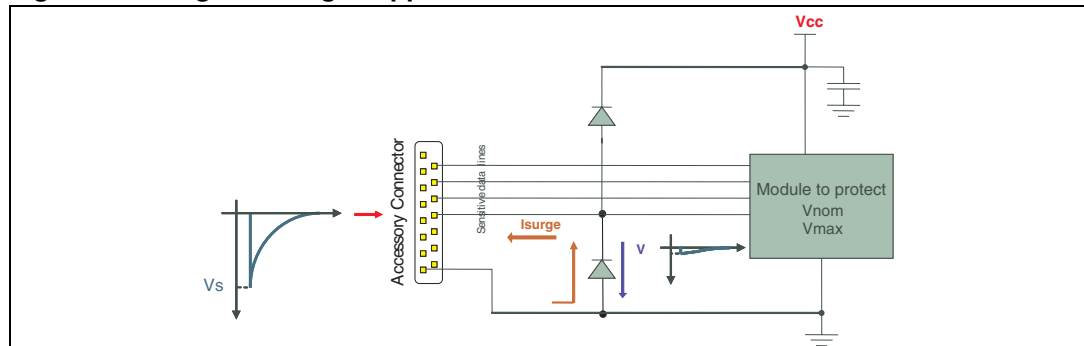 Vcc
Accessory Connector
Sensitive data lines
Module to protect
Vnom
Vmax
Isurge
V
Vs